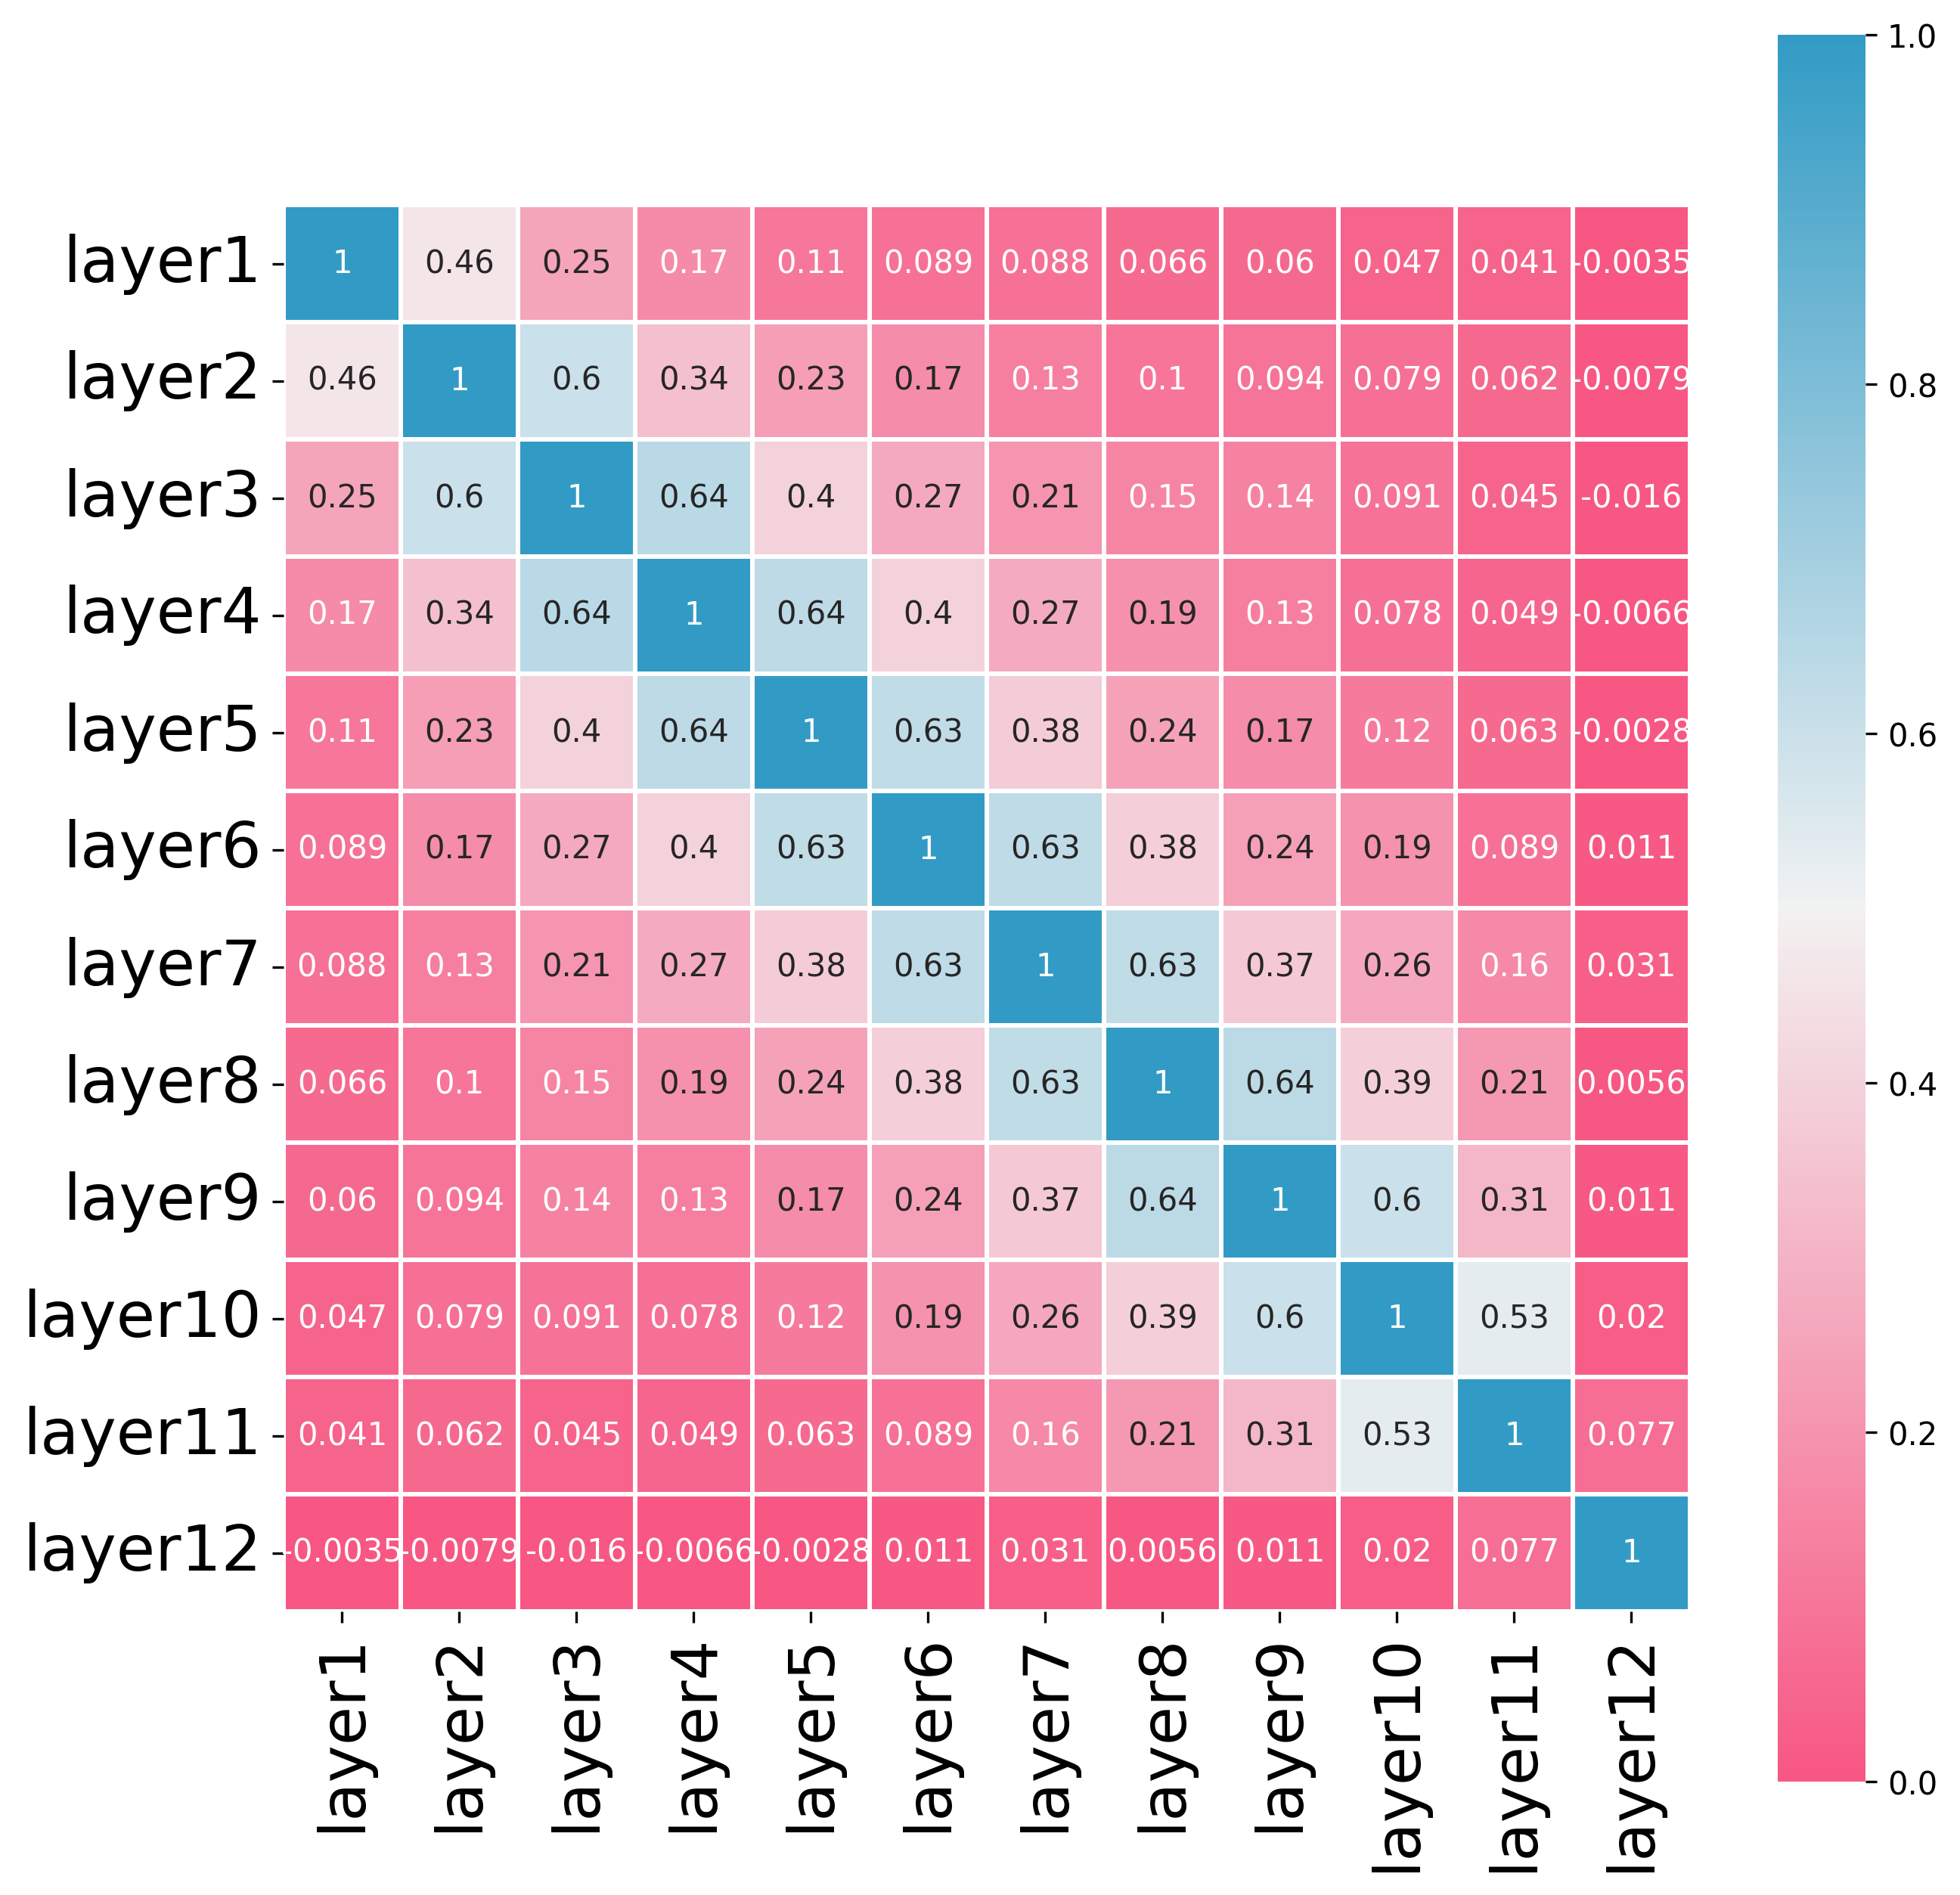 1.0
layer1 1 0.46 0.25 0.17 0.11 0.089 0.088 0.066 0.06 0.047 0.041 -0.0035
layer2 0.46 1 0.6 0.34 0.23 0.17 0.13 0.1 0.094 0.079 0.062 -0.0079
0.8
layer3 0.25 0.6 1 0.64 0.4 0.27 0.21 0.15 0.14 0.091 0.045 -0.016
layer4 0.17 0.34 0.64 1 0.64 0.4 0.27 0.19 0.13 0.078 0.049 -0.0066
layer5 0.11 0.23 0.4 0.64 1 0.63 0.38 0.24 0.17 0.12 0.063 -0.0028
0.6
layer6 0.089 0.17 0.27 0.4 0.63 1 0.63 0.38 0.24 0.19 0.089 0.011
layer7 0.088 0.13 0.21 0.27 0.38 0.63 1 0.63 0.37 0.26 0.16 0.031
layer8 0.066 0.1 0.15 0.19 0.24 0.38 0.63 1 0.64 0.39 0.21 0.0056
0.4
layer9 0.06 0.094 0.14 0.13 0.17 0.24 0.37 0.64 1 0.6 0.31 0.011
layer10 0.047 0.079 0.091 0.078 0.12 0.19 0.26 0.39 0.6 1 0.53 0.02
layer11 0.041 0.062 0.045 0.049 0.063 0.089 0.16 0.21 0.31 0.53 1 0.077
0.2
layer12 -0.0035 -0.0079 -0.016 -0.0066 -0.0028 0.011 0.031 0.0056 0.011 0.02 0.077 1
0.0
layer1 layer2 layer3 layer4 layer5 layer6 layer7 layer8 layer9 layer10 layer11 layer12